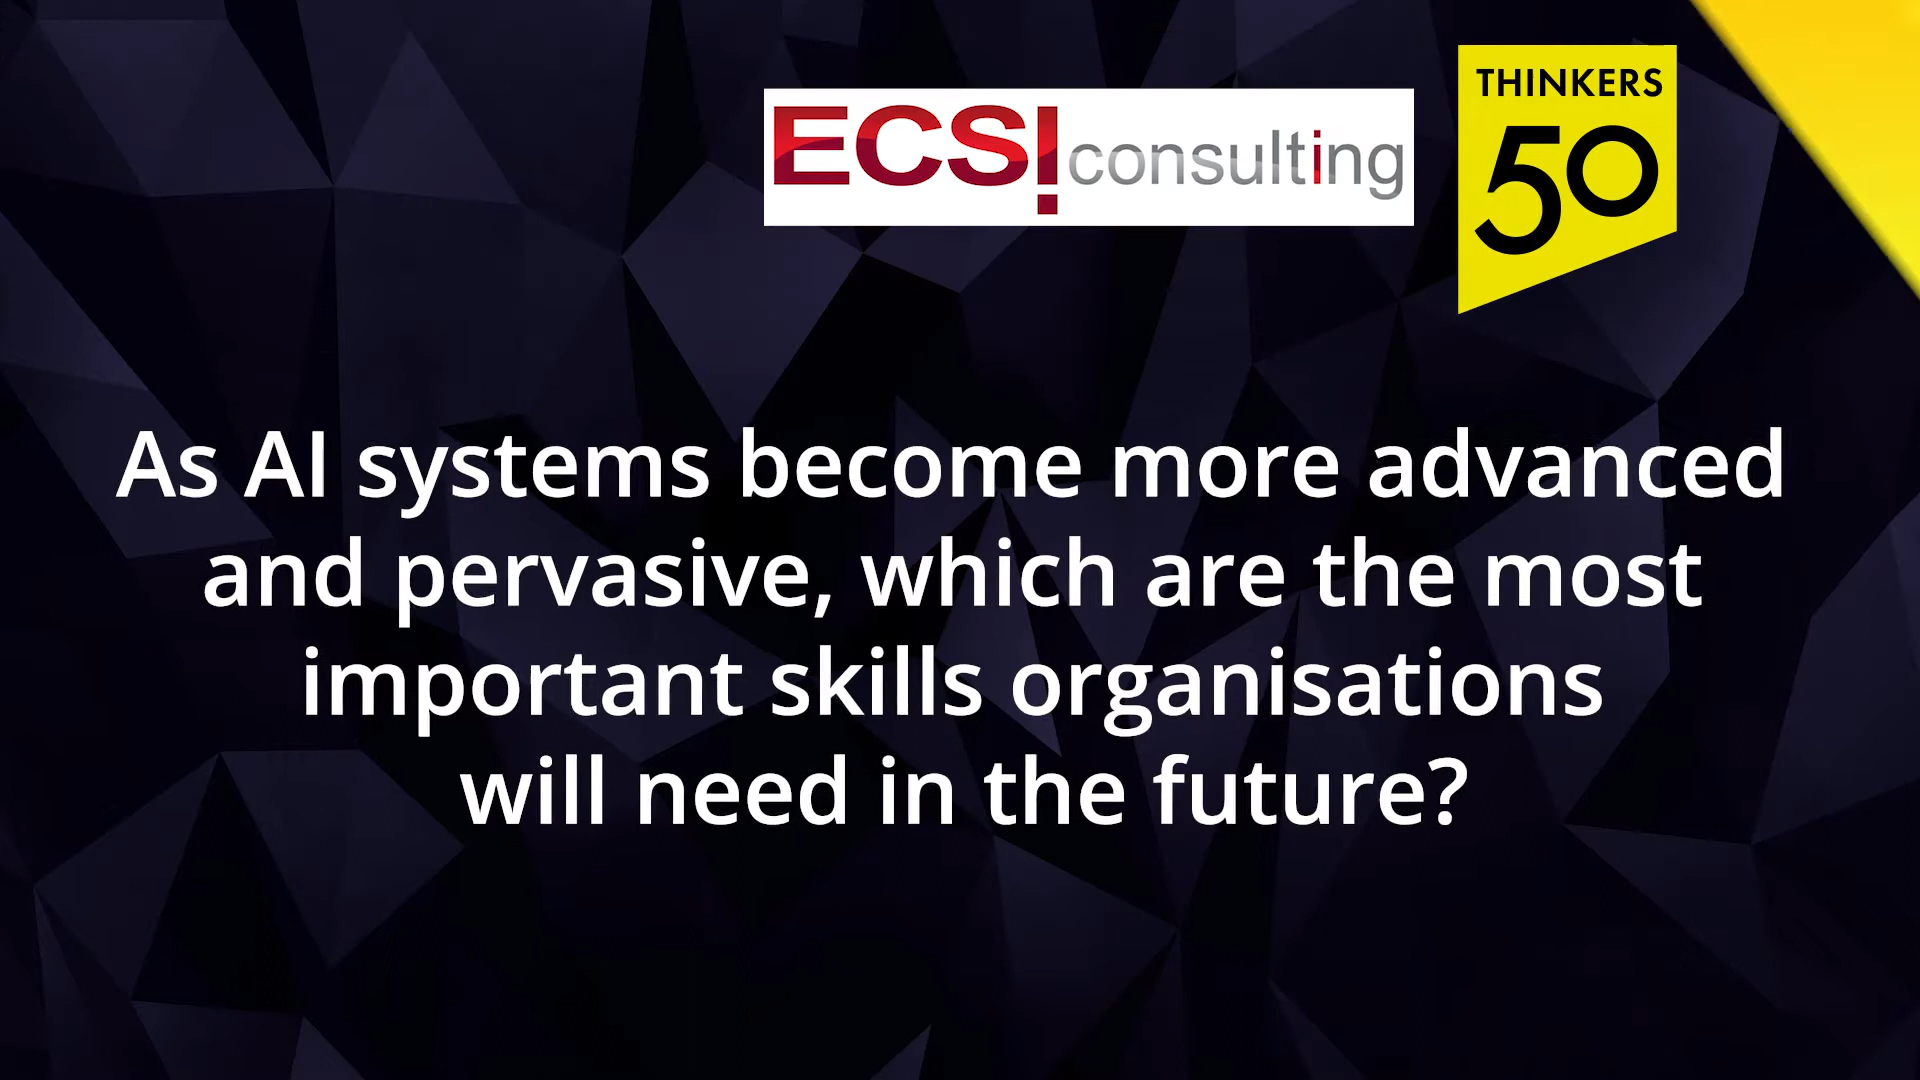 ECSI consulting
THINKERS
50
As AI systems become more advanced
and pervasive, which are the most
important skills organisations
will need in the future?